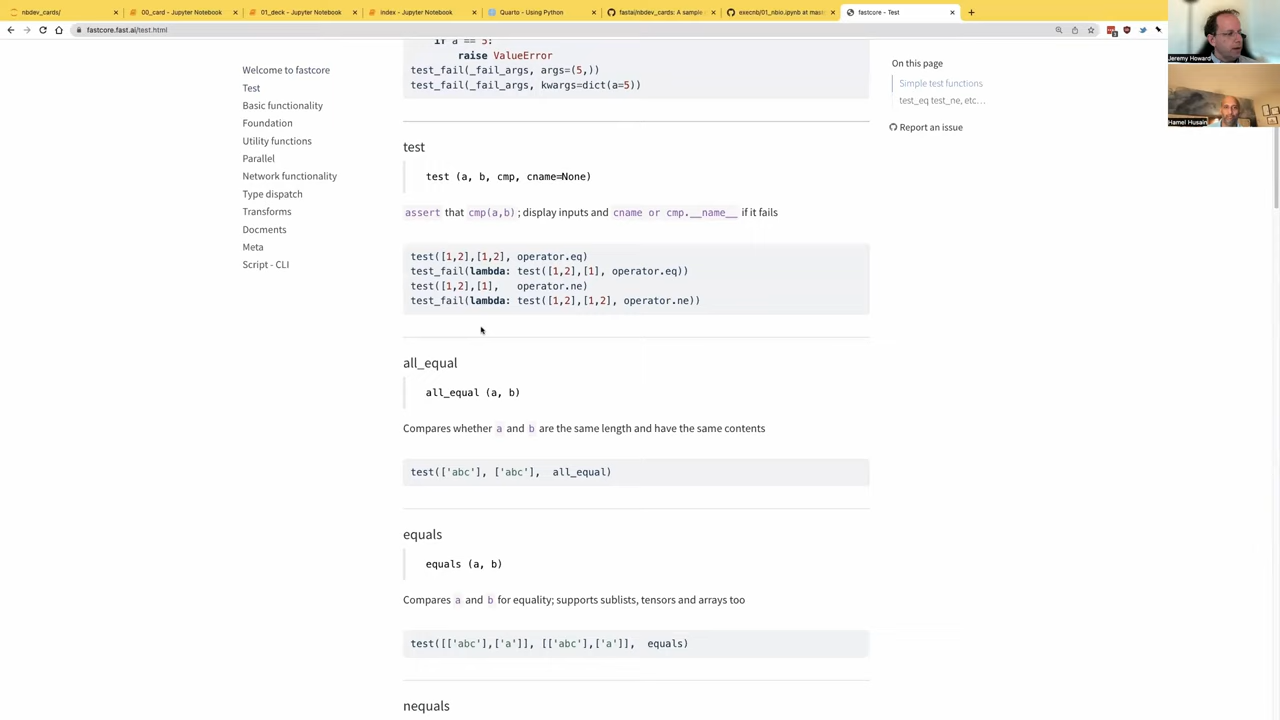 nbdev_cards/
00_card - Jupyter Notebook
01_deck - Jupyter Notebook
index - Jupyter Notebook
Quarto - Using Python
fastai/nbdev_cards: A sample
execnb/01_nbio.ipynb at mast
fastcore - Test
fastcore.fast.ai/test.html
Jeremy Howard
Hamel Husain
Welcome to fastcore
Test
Basic functionality
Foundation
Utility functions
Parallel
Network functionality
Type dispatch
Transforms
Docments
Meta
Script - CLI
if a == 5:
raise ValueError
test_fail(_fail_args, args=(5,))
test_fail(_fail_args, kwargs=dict(a=5))
test
test (a, b, cmp, cname=None)
assert that cmp(a,b) ; display inputs and cname or cmp.__name__ if it fails
test([1,2],[1,2], operator.eq)
test_fail(lambda: test([1,2],[1], operator.eq))
test([1,2],[1],   operator.ne)
test_fail(lambda: test([1,2],[1,2], operator.ne))
all_equal
all_equal (a, b)
Compares whether a and b are the same length and have the same contents
test(['abc'], ['abc'],  all_equal)
equals
equals (a, b)
Compares a and b for equality; supports sublists, tensors and arrays too
test([['abc'],['a']], [['abc'],['a']],  equals)
nequals
On this page
Simple test functions
test_eq test_ne, etc…
Report an issue